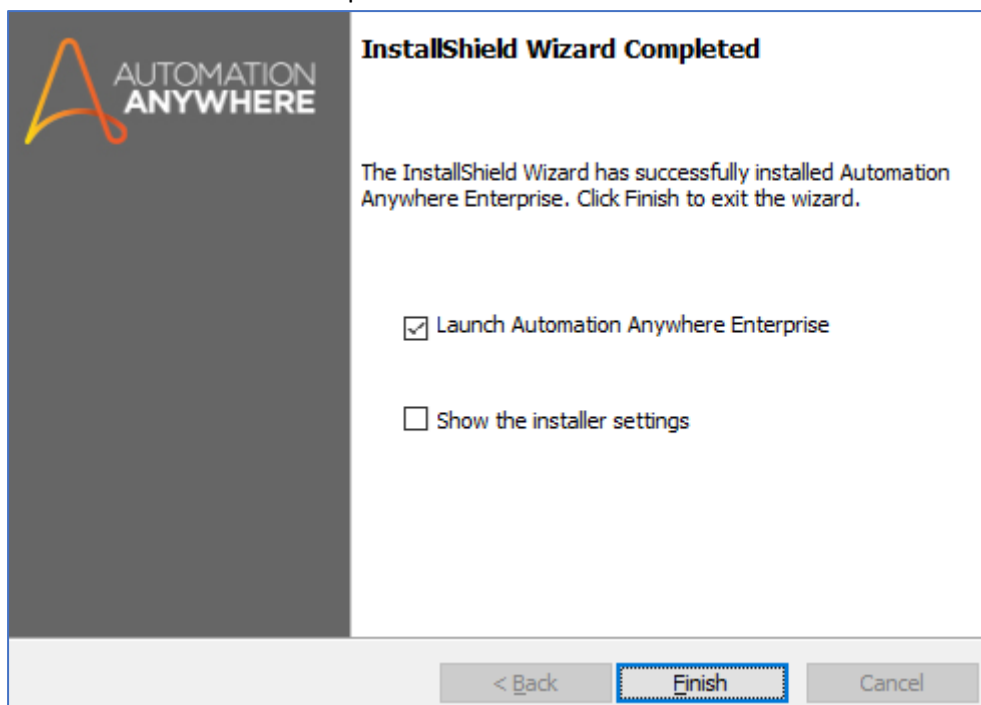 InstallShield Wizard Completed
AUTOMATION
ANYWHERE
The InstallShield Wizard has successfully installed Automation
Anywhere Enterprise. Click Finish to exit the wizard.
Launch Automation Anywhere Enterprise
Show the installer settings
< Back
Finish
Cancel